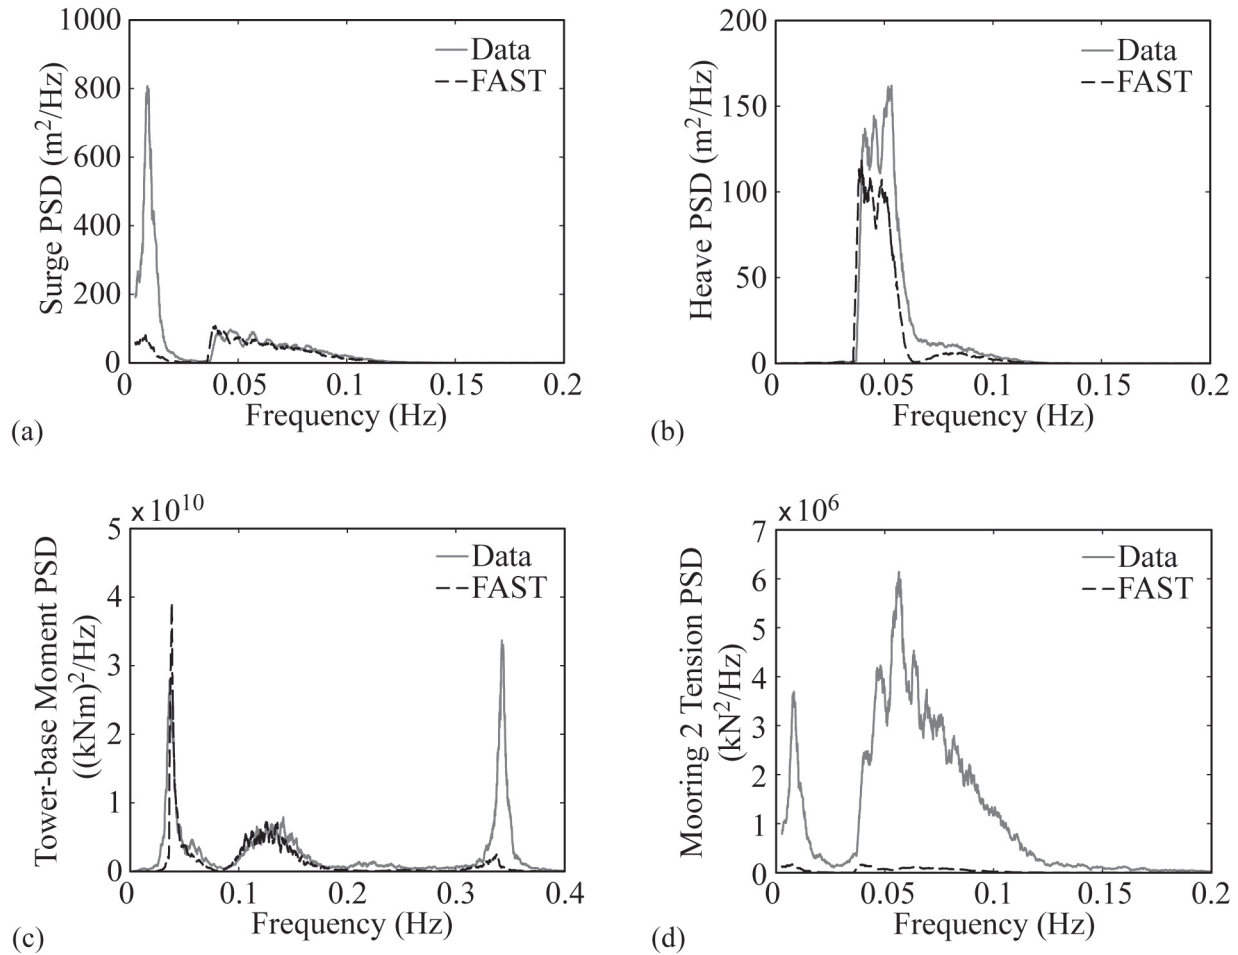 1000
800
600
400
200
0
Surge PSD (m²/Hz)
Data
FAST
0 0.05 0.1 0.15 0.2
Frequency (Hz)
(a)
200
150
100
50
0
Heave PSD (m²/Hz)
Data
FAST
0 0.05 0.1 0.15 0.2
Frequency (Hz)
(b)
×10¹⁰
5
4
3
2
1
0
Tower-base Moment PSD
((kNm)²/Hz)
Data
FAST
0 0.1 0.2 0.3 0.4
Frequency (Hz)
(c)
×10⁶
7
6
5
4
3
2
1
0
Mooring 2 Tension PSD
(kN²/Hz)
Data
FAST
0 0.05 0.1 0.15 0.2
Frequency (Hz)
(d)